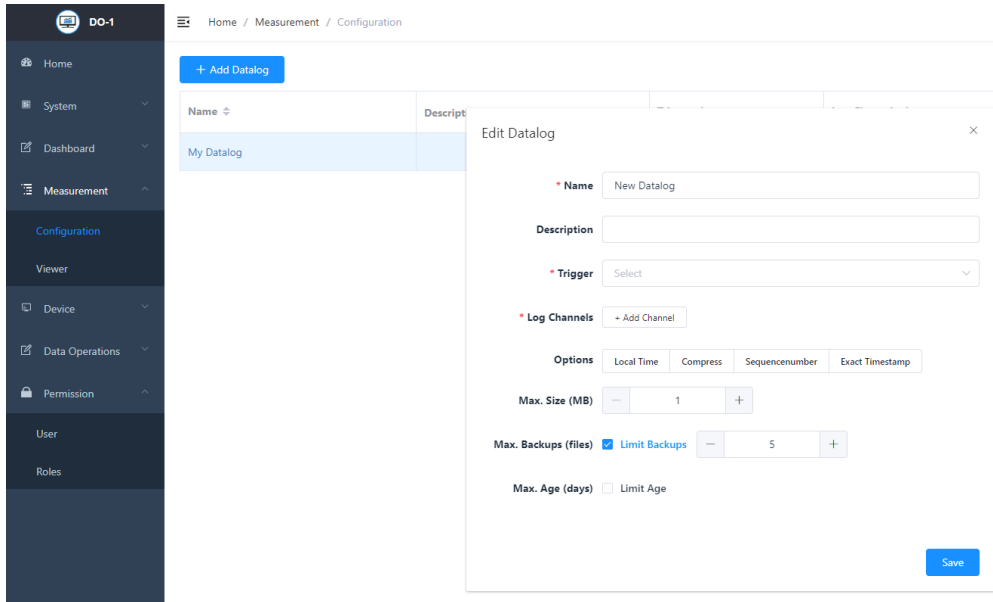 DO-1
Home / Measurement / Configuration
Home
System
Dashboard
Measurement
Configuration
Viewer
Device
Data Operations
Permission
User
Roles
+ Add Datalog
Name
Descript
My Datalog
Edit Datalog
* Name New Datalog
Description
* Trigger Select
* Log Channels + Add Channel
Options Local Time Compress Sequencenumber Exact Timestamp
Max. Size (MB) − 1 +
Max. Backups (files) Limit Backups − 5 +
Max. Age (days) Limit Age
Save